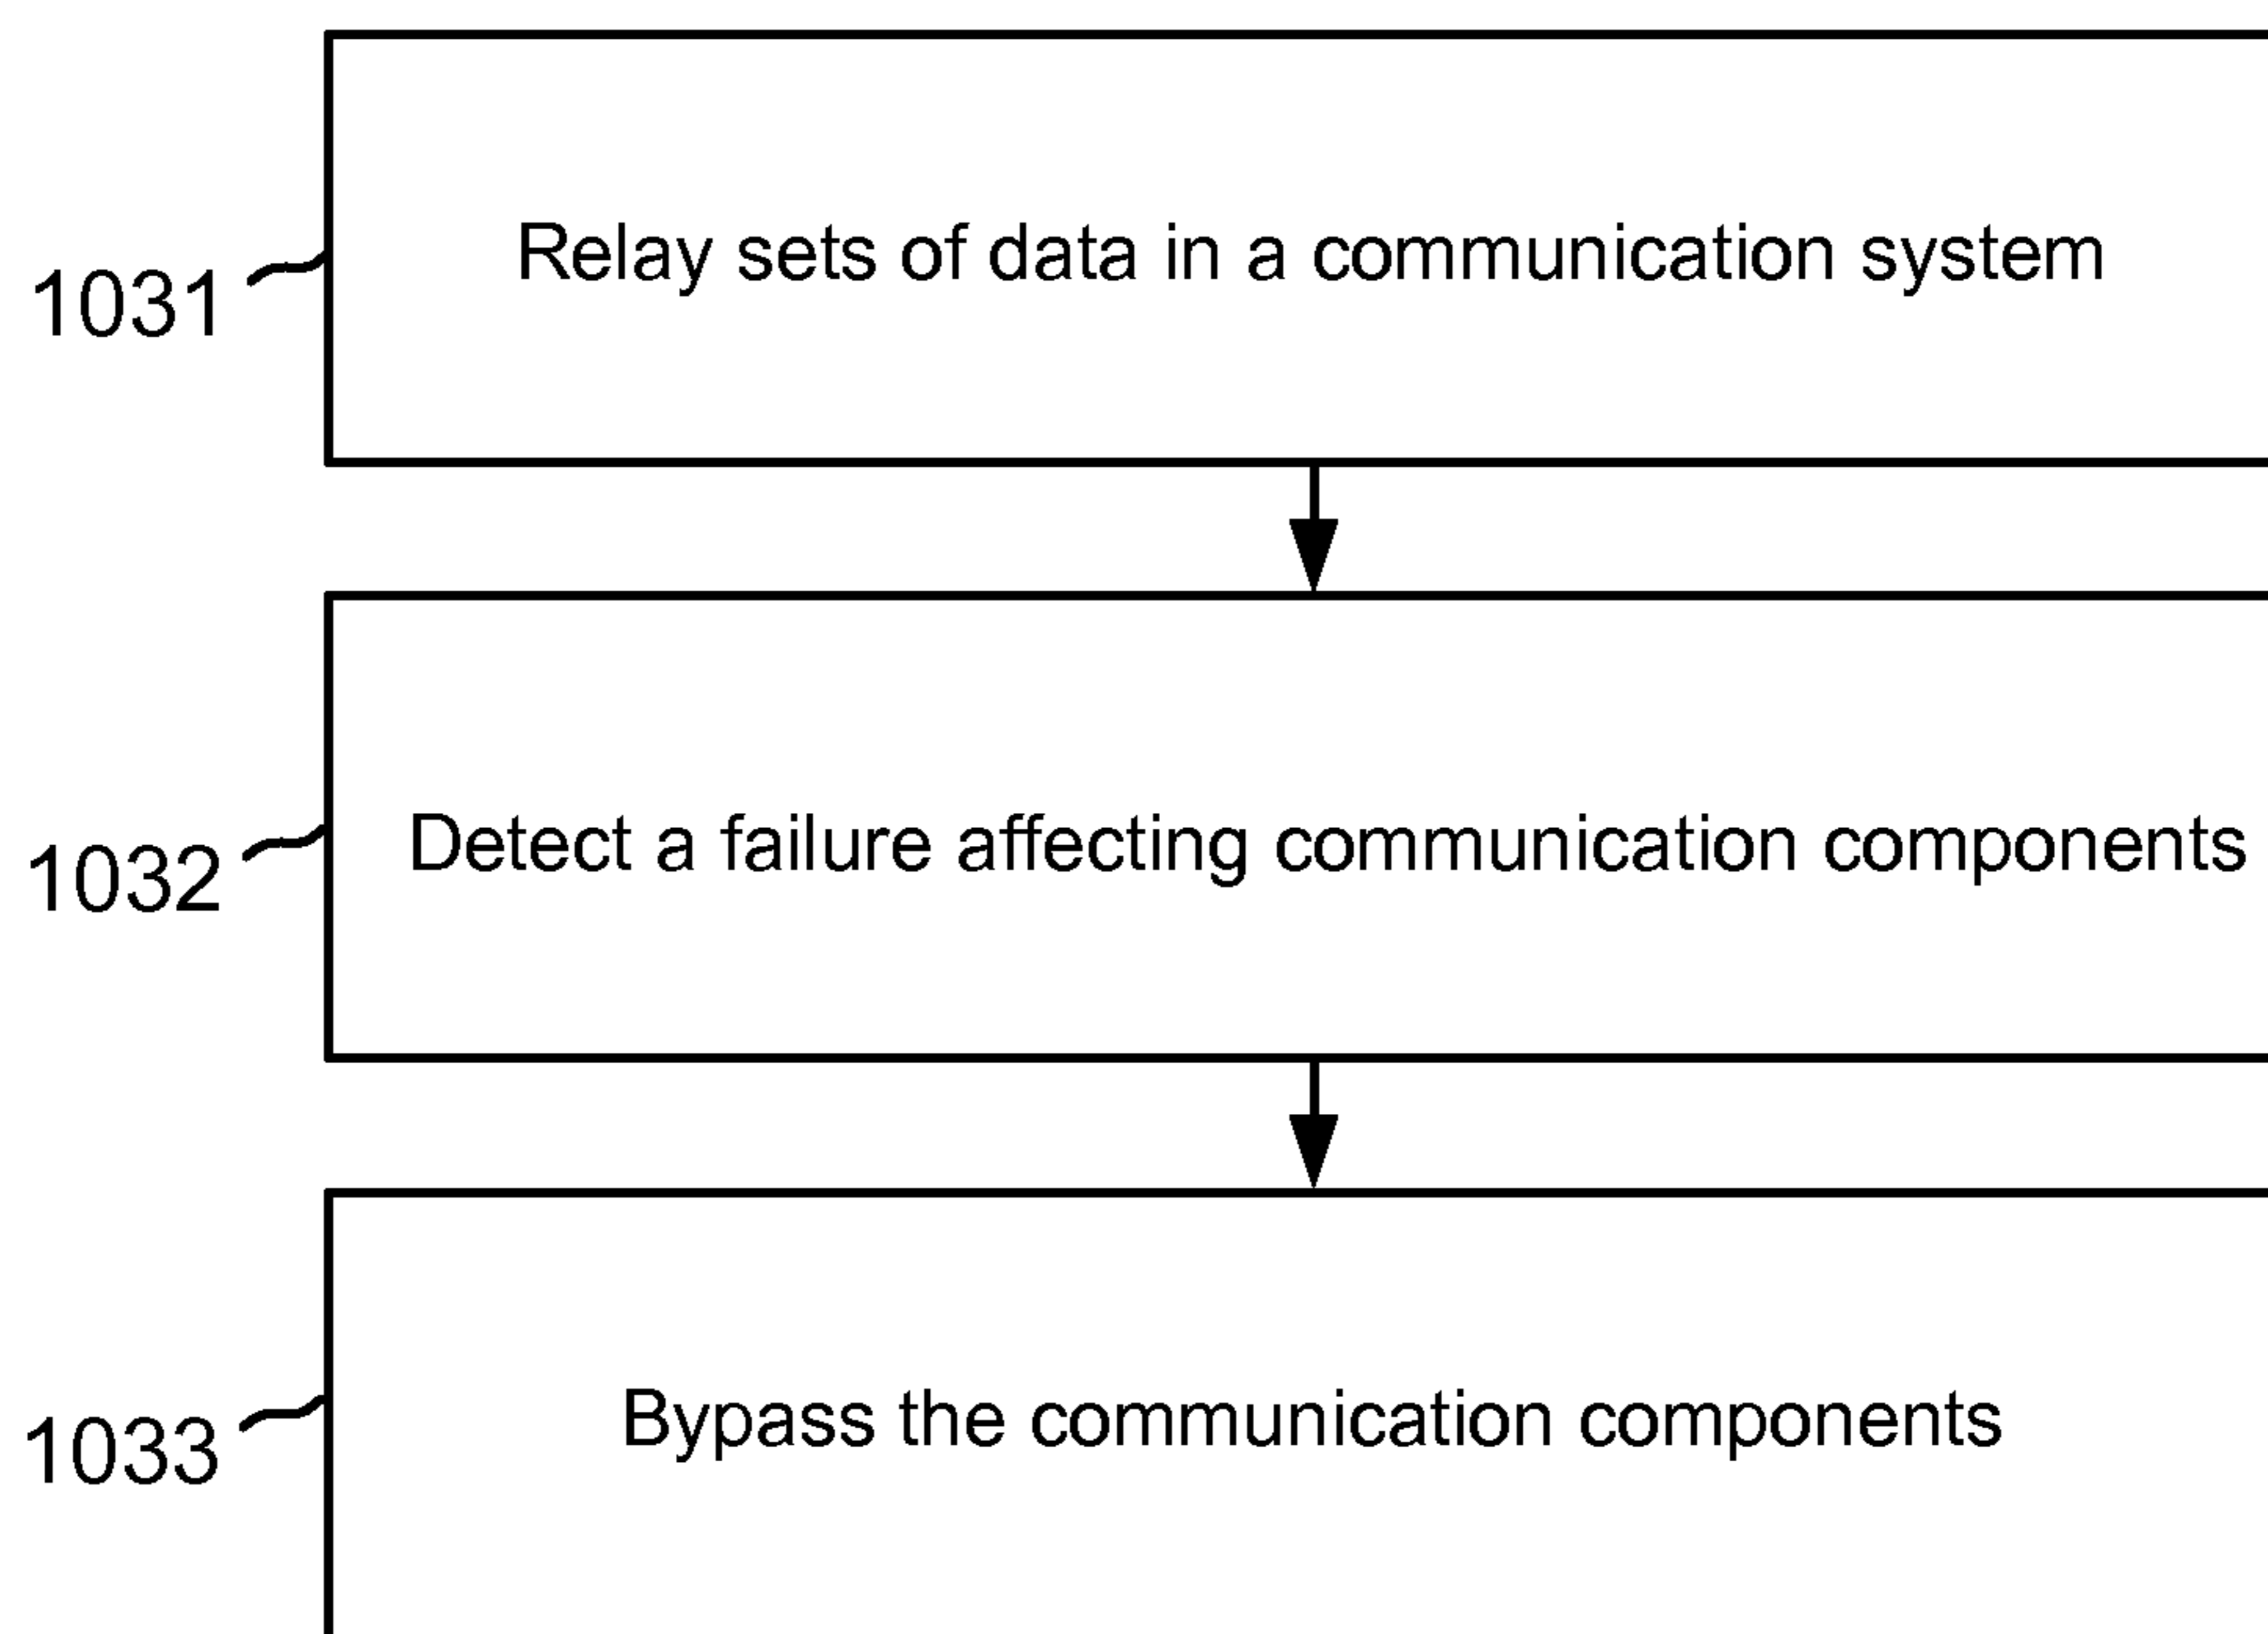 Relay sets of data in a communication system
1031
Detect a failure affecting communication components
1032
Bypass the communication components
1033